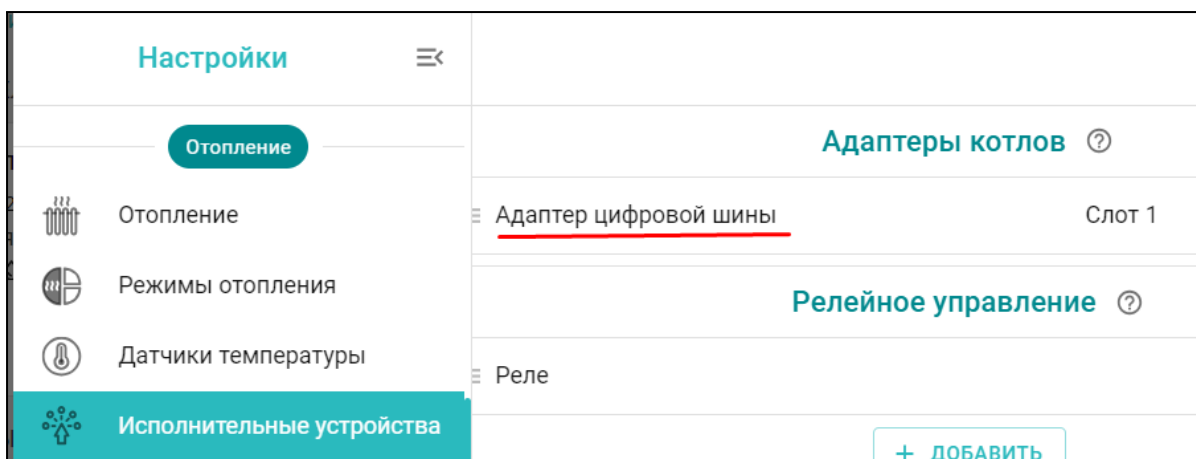 Настройки
Отопление
Отопление
Режимы отопления
Датчики температуры
Исполнительные устройства
Адаптеры котлов
Адаптер цифровой шины
Слот 1
Релейное управление
Реле
+ ДОБАВИТЬ